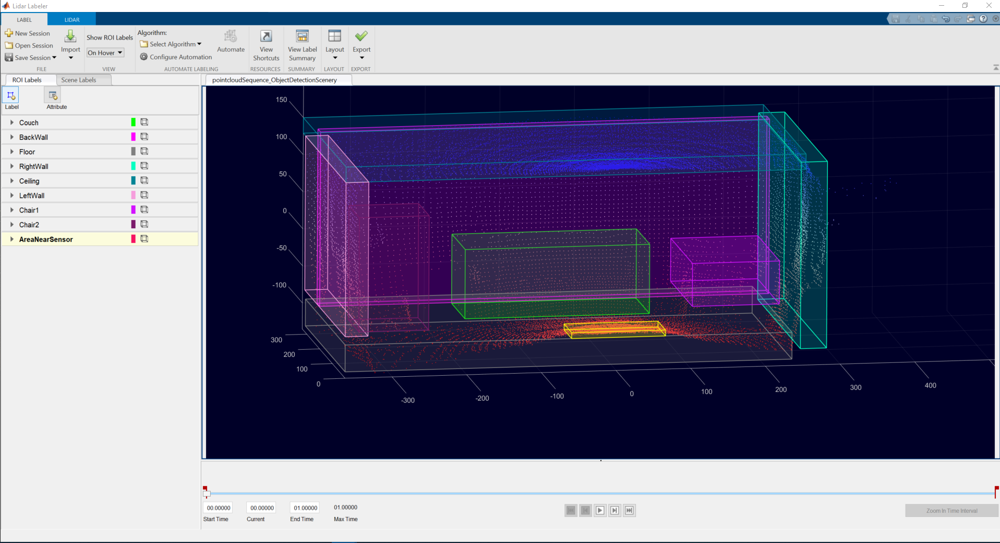 Lidar Labeler
LABEL
LIDAR
New Session
Open Session
Save Session
Import
FILE
Show ROI Labels
On Hover
VIEW
Algorithm:
Select Algorithm
Configure Automation
Automate
AUTOMATE LABELING
View
Shortcuts
RESOURCES
View Label
Summary
SUMMARY
Layout
LAYOUT
Export
EXPORT
ROI Labels
Scene Labels
Label
Attribute
Couch
BackWall
Floor
RightWall
Ceiling
LeftWall
Chair1
Chair2
AreaNearSensor
pointcloudSequence_ObjectDetectionScenery
150
100
50
0
-50
-100
300
200
100
0
-300
-200
-100
0
100
200
300
400
00.00000
Start Time
00.00000
Current
01.00000
End Time
01.00000
Max Time
Zoom In Time Interval